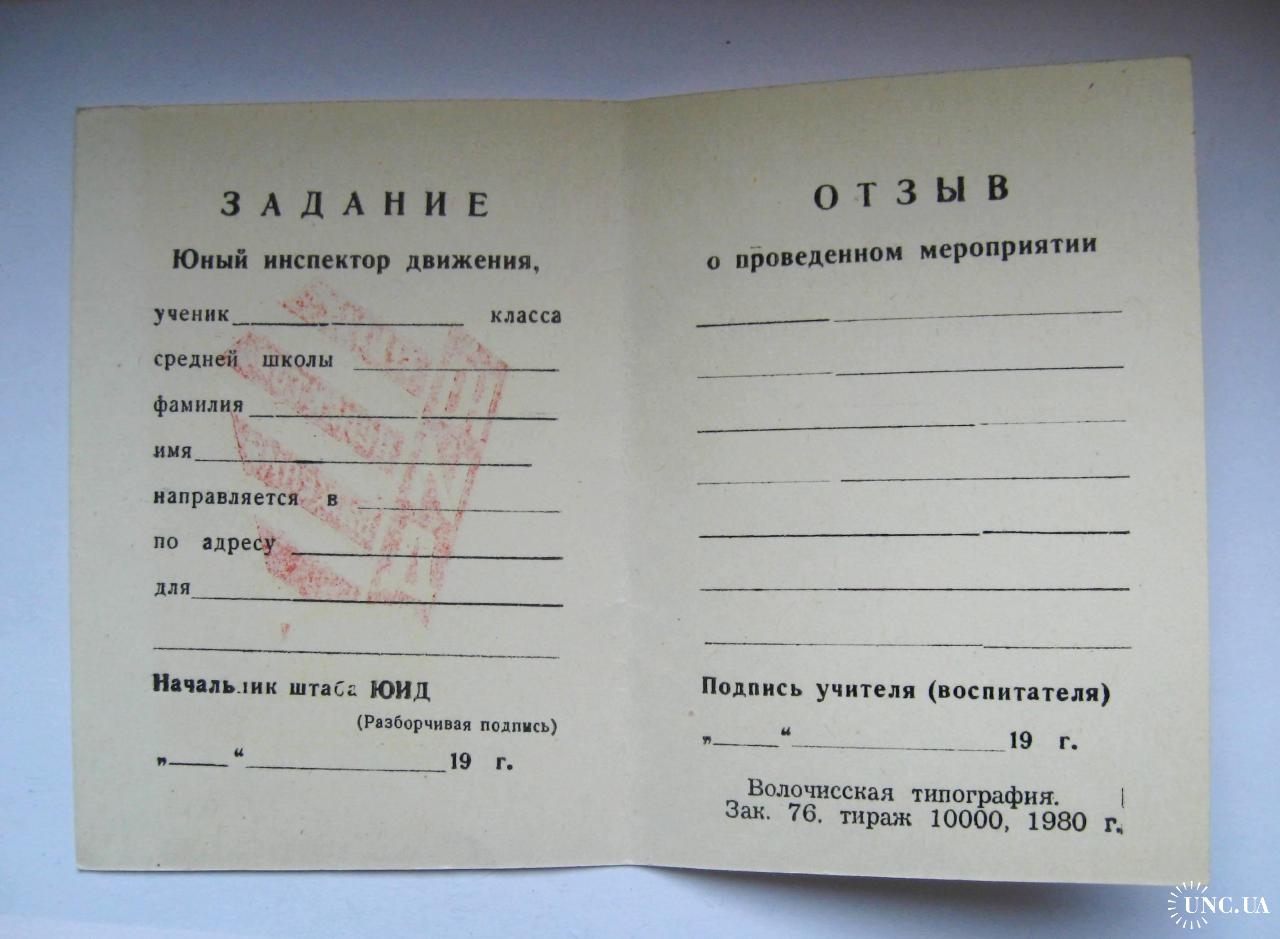 ЗАДАНИЕ
Юный инспектор движения,
ученик класса
средней школы
фамилия
имя
направляется в
по адресу
для
Начальник штаба ЮИД
(Разборчивая подпись)
„ “ 19 г.
ОТЗЫВ
о проведенном мероприятии
Подпись учителя (воспитателя)
„ “ 19 г.
Волочисская типография.
Зак. 76. тираж 10000, 1980 г.
UNC.UA